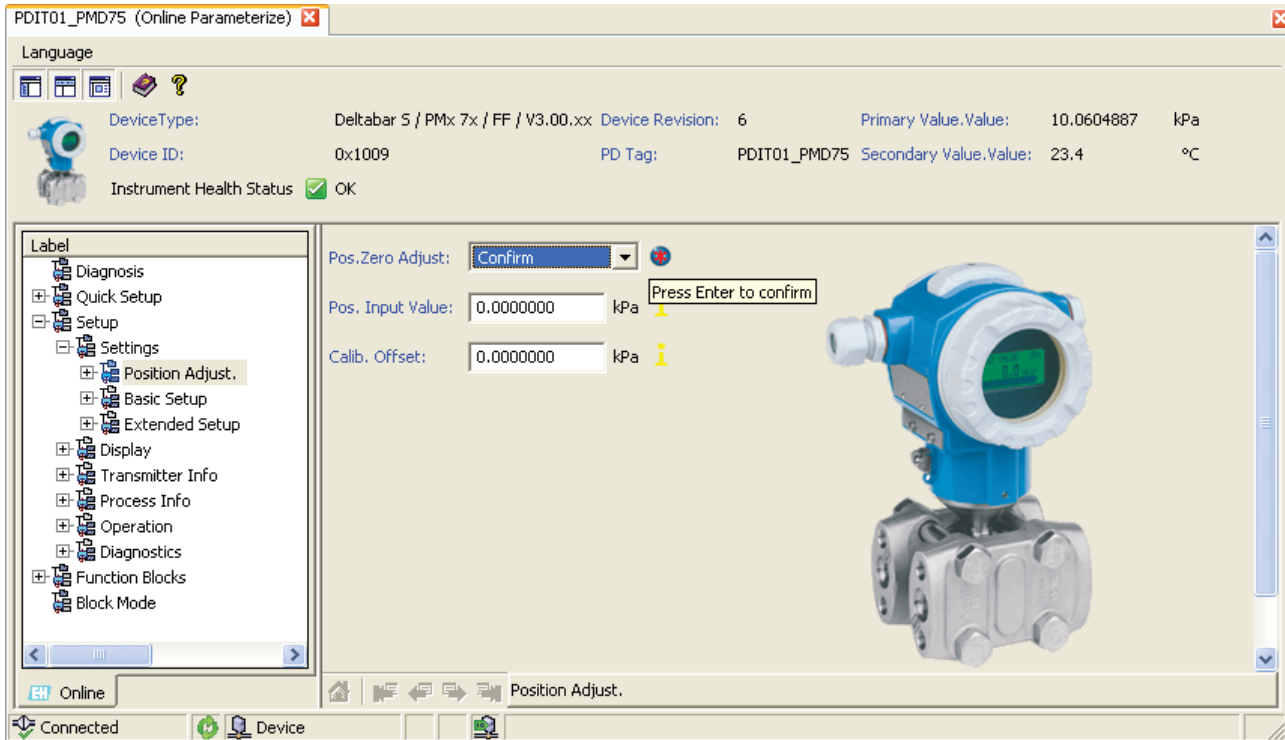 PDIT01_PMD75 (Online Parameterize)
Language
DeviceType: Deltabar S / PMx 7x / FF / V3.00.xx Device Revision: 6 Primary Value.Value: 10.0604887 kPa
Device ID: 0x1009 PD Tag: PDIT01_PMD75 Secondary Value.Value: 23.4 °C
Instrument Health Status OK
Label
Diagnosis
Quick Setup
Setup
Settings
Position Adjust.
Basic Setup
Extended Setup
Display
Transmitter Info
Process Info
Operation
Diagnostics
Function Blocks
Block Mode
Online
Pos.Zero Adjust: Confirm
Press Enter to confirm
Pos. Input Value: 0.0000000 kPa
Calib. Offset: 0.0000000 kPa
0.0
Position Adjust.
Connected Device